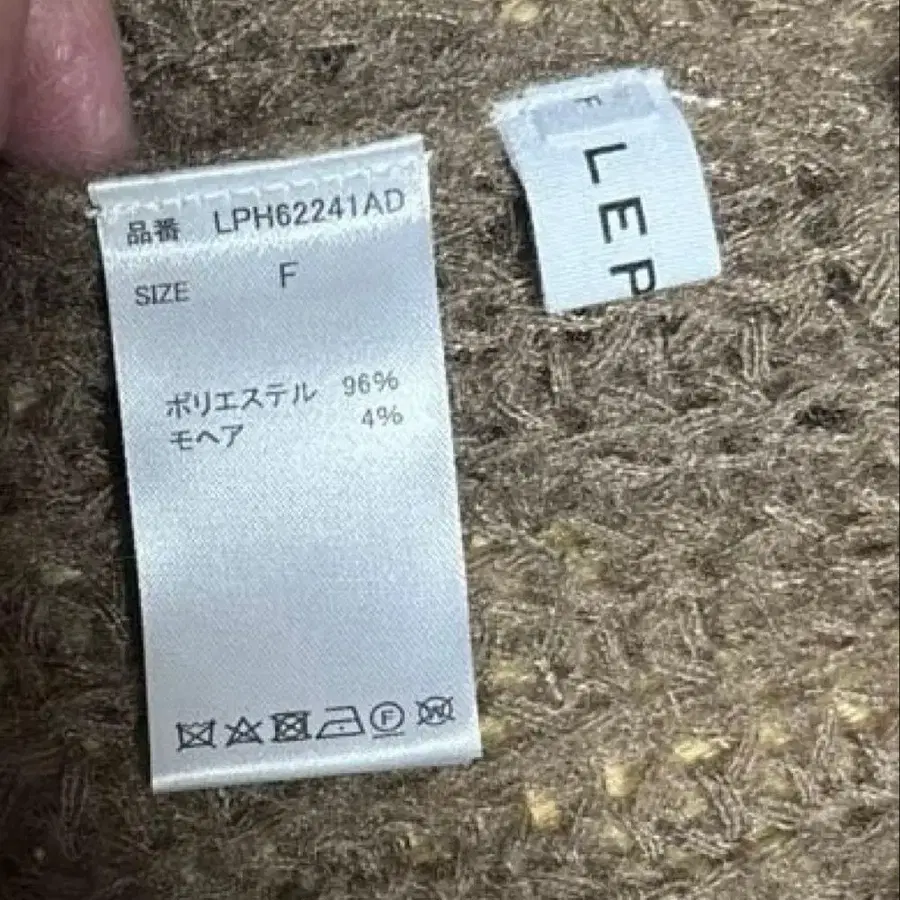 品番 LPH62241AD
SIZE F
ポリエステル 96%
モヘア 4%
F W
F
LEP